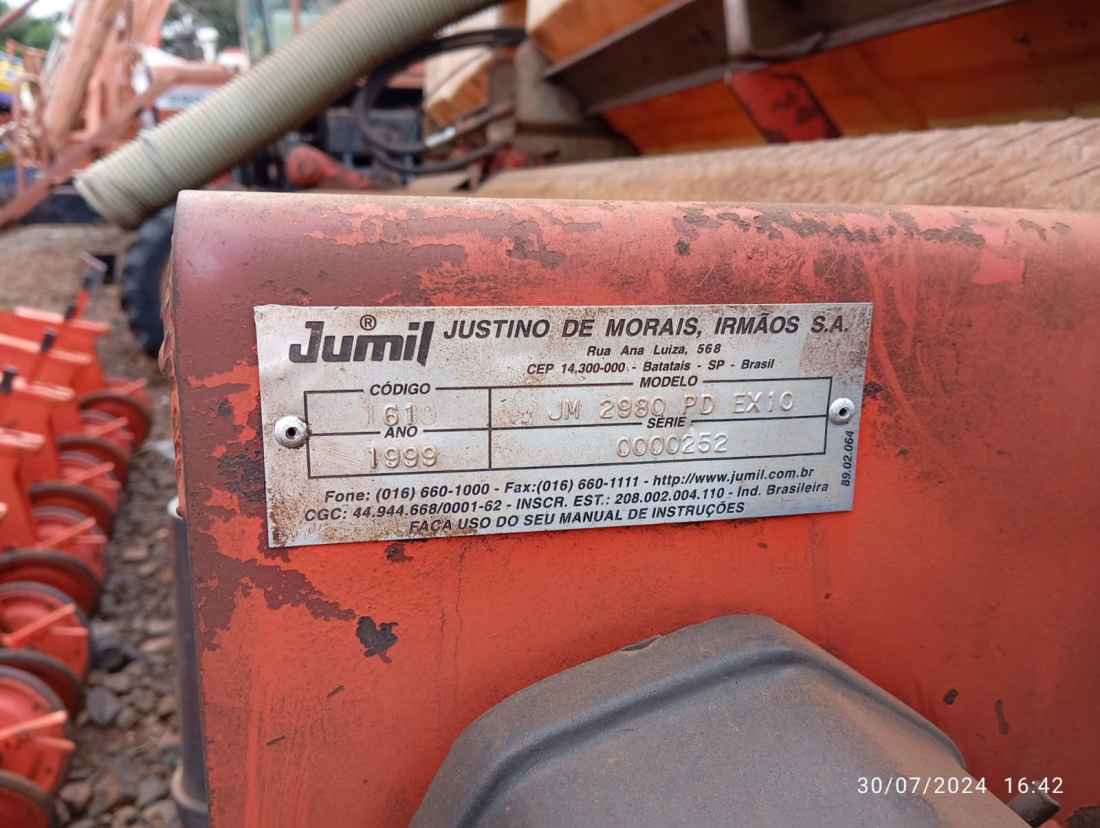 Jumil® JUSTINO DE MORAIS, IRMÃOS S.A.
Rua Ana Luiza, 568
CEP 14.300-000 - Batatais - SP - Brasil
CÓDIGO MODELO
JM 2980 PD EX10
ANO SÉRIE
1999 0000252
Fone: (016) 660-1000 - Fax:(016) 660-1111 - http://www.jumil.com.br
CGC: 44.944.668/0001-62 - INSCR. EST.: 208.002.004.110 - Ind. Brasileira
FAÇA USO DO SEU MANUAL DE INSTRUÇÕES
89.02.064
30/07/2024 16:42